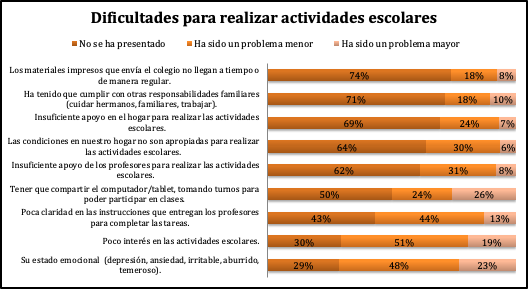 Dificultades para realizar actividades escolares
No se ha presentado Ha sido un problema menor Ha sido un problema mayor
Los materiales impresos que envía el colegio no llegan a tiempo o
de manera regular.
74% 18% 8%
Ha tenido que cumplir con otras responsabilidades familiares
(cuidar hermanos, familiares, trabajar).
71% 18% 10%
Insuficiente apoyo en el hogar para realizar las actividades
escolares.
69% 24% 7%
Las condiciones en nuestro hogar no son apropiadas para realizar
las actividades escolares.
64% 30% 6%
Insuficiente apoyo de los profesores para realizar las actividades
escolares.
62% 31% 8%
Tener que compartir el computador/tablet, tomando turnos para
poder participar en clases.
50% 24% 26%
Poca claridad en las instrucciones que entregan los profesores
para completar las tareas.
43% 44% 13%
Poco interés en las actividades escolares.
30% 51% 19%
Su estado emocional (depresión, ansiedad, irritable, aburrido,
temeroso).
29% 48% 23%